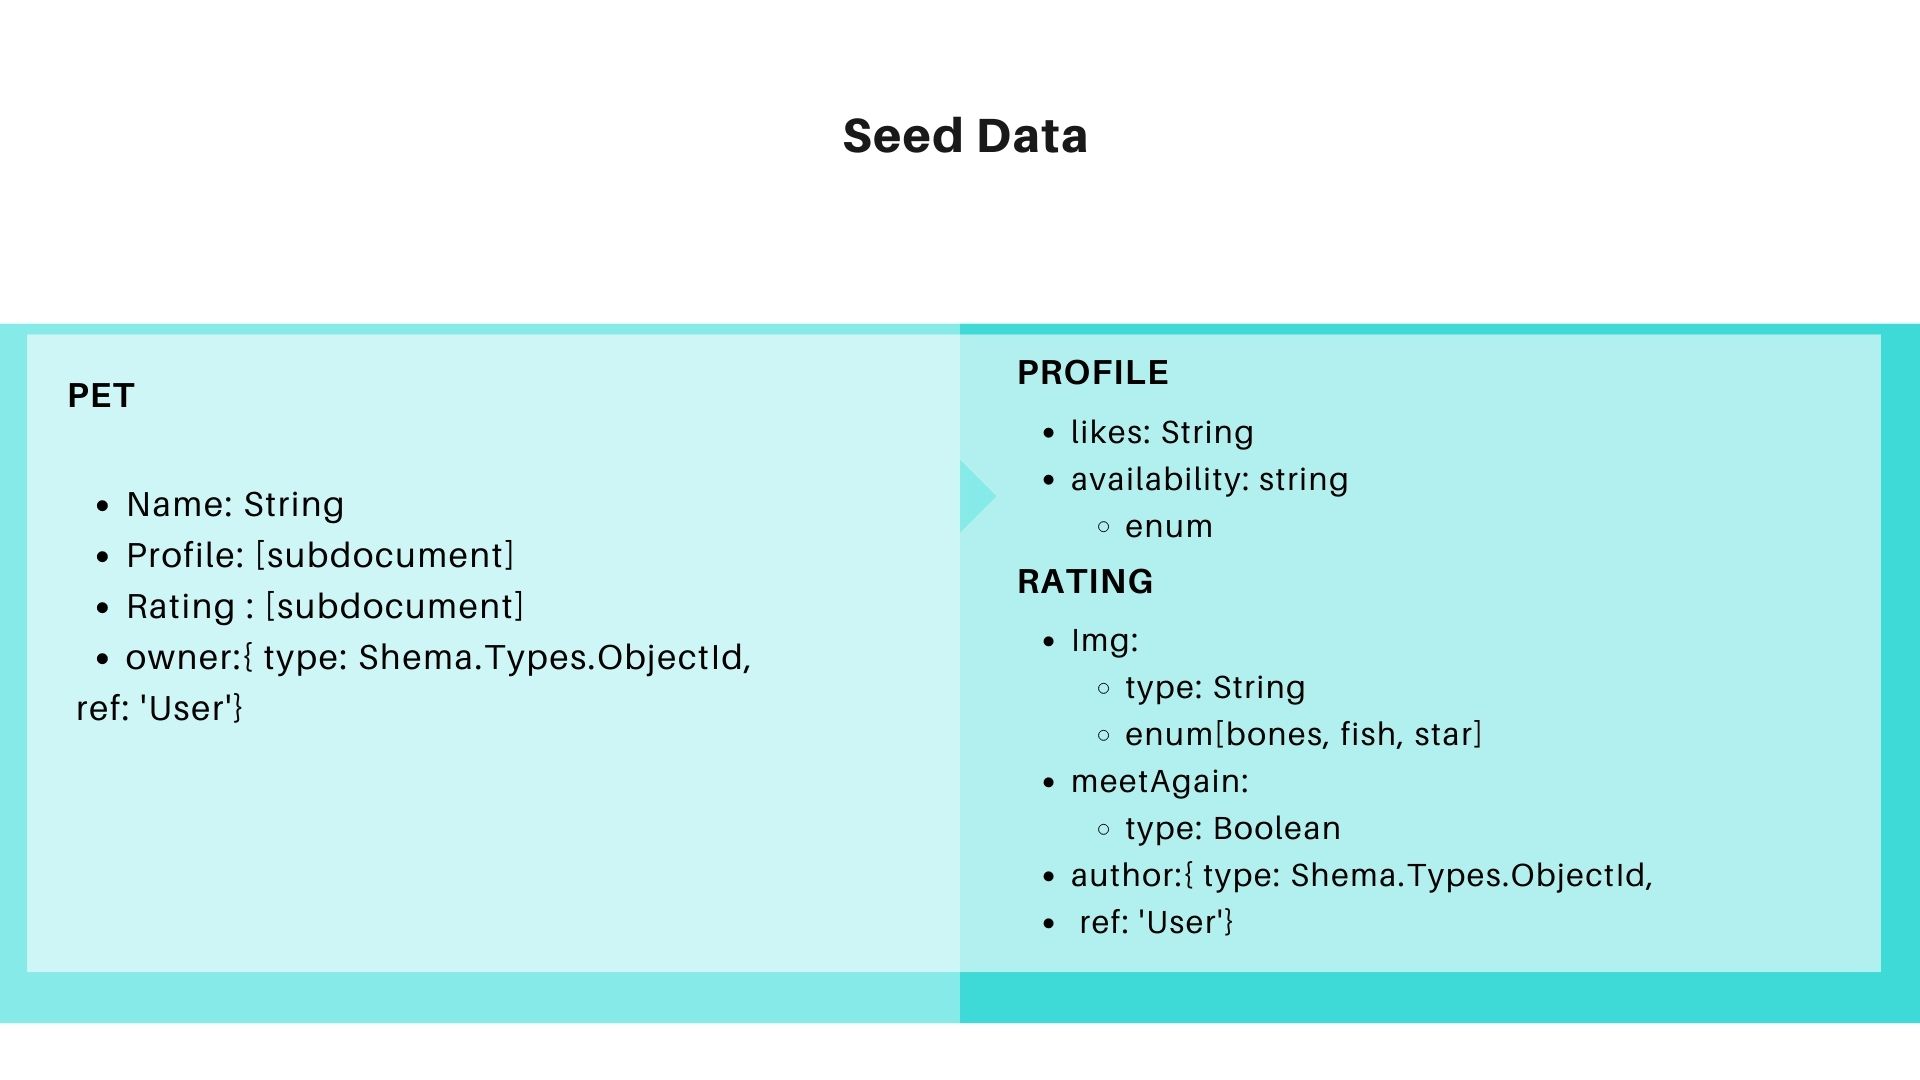 Seed Data
PET
Name: String
Profile: [subdocument]
Rating : [subdocument]
owner:{ type: Shema.Types.ObjectId,
ref: 'User'}
PROFILE
likes: String
availability: string
enum
RATING
Img:
type: String
enum[bones, fish, star]
meetAgain:
type: Boolean
author:{ type: Shema.Types.ObjectId,
ref: 'User'}